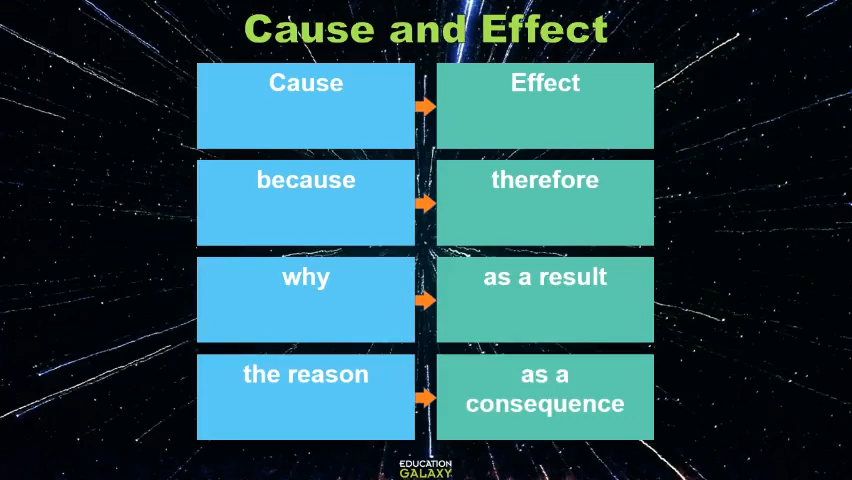 Cause and Effect
Cause
Effect
because
therefore
why
as a result
the reason
as a
consequence
EDUCATION
GALAXY